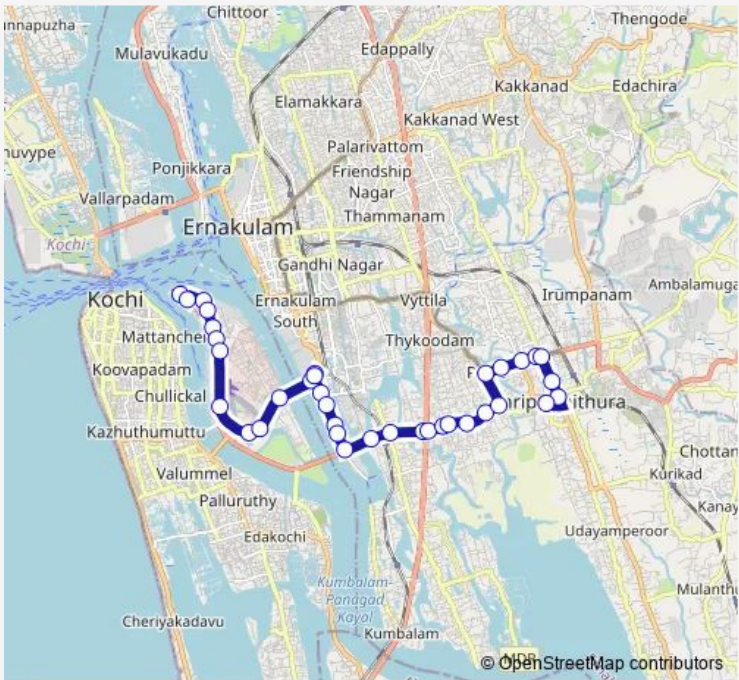 Chittoor
Thengode
Mulavukadu
Edappally
Kakkanad
Edachira
Elamakkara
Kakkanad West
Palarivattom
Ponjikkara
Friendship
Nagar
Vallarpadam
Thammanam
Ernakulam
Kochi
Gandhi Nagar
Ambalamuga
Kochi
Ernakulam
South
Vyttila
Irumpanam
Mattancher
Thykoodam
Koovapadam
Chullickal
Kazhuthumuttu
Chottan
Valummel
Kurikad
Palluruthy
Kanay
Edakochi
Udayamperoor
Kumbalam-
Panagad
Kayal
Mulanthu
Cheriyakadavu
Kumbalam
© OpenStreetMap contributors